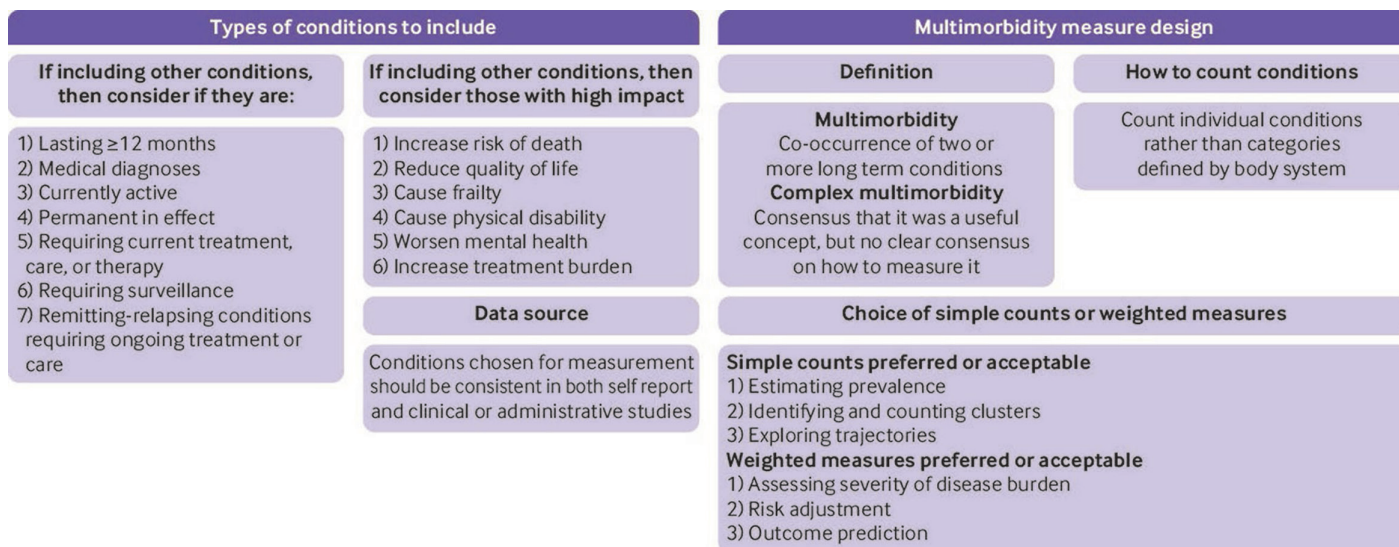 Types of conditions to include
If including other conditions,
then consider if they are:
1) Lasting ≥12 months
2) Medical diagnoses
3) Currently active
4) Permanent in effect
5) Requiring current treatment,
care, or therapy
6) Requiring surveillance
7) Remitting-relapsing conditions
requiring ongoing treatment or
care
If including other conditions, then
consider those with high impact
1) Increase risk of death
2) Reduce quality of life
3) Cause frailty
4) Cause physical disability
5) Worsen mental health
6) Increase treatment burden
Data source
Conditions chosen for measurement
should be consistent in both self report
and clinical or administrative studies
Multimorbidity measure design
Definition
Multimorbidity
Co-occurrence of two or
more long term conditions
Complex multimorbidity
Consensus that it was a useful
concept, but no clear consensus
on how to measure it
How to count conditions
Count individual conditions
rather than categories
defined by body system
Choice of simple counts or weighted measures
Simple counts preferred or acceptable
1) Estimating prevalence
2) Identifying and counting clusters
3) Exploring trajectories
Weighted measures preferred or acceptable
1) Assessing severity of disease burden
2) Risk adjustment
3) Outcome prediction